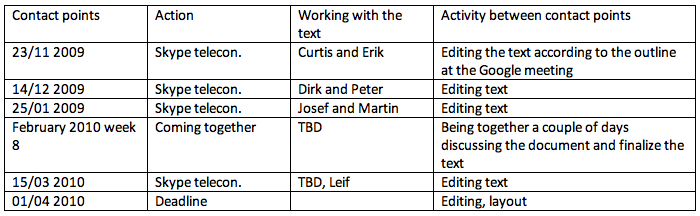 Contact points Action Working with the text Activity between contact points
23/11 2009 Skype telecon. Curtis and Erik Editing the text according to the outline at the Google meeting
14/12 2009 Skype telecon. Dirk and Peter Editing text
25/01 2009 Skype telecon. Josef and Martin Editing text
February 2010 week 8 Coming together TBD Being together a couple of days discussing the document and finalize the text
15/03 2010 Skype telecon. TBD, Leif Editing text
01/04 2010 Deadline Editing, layout